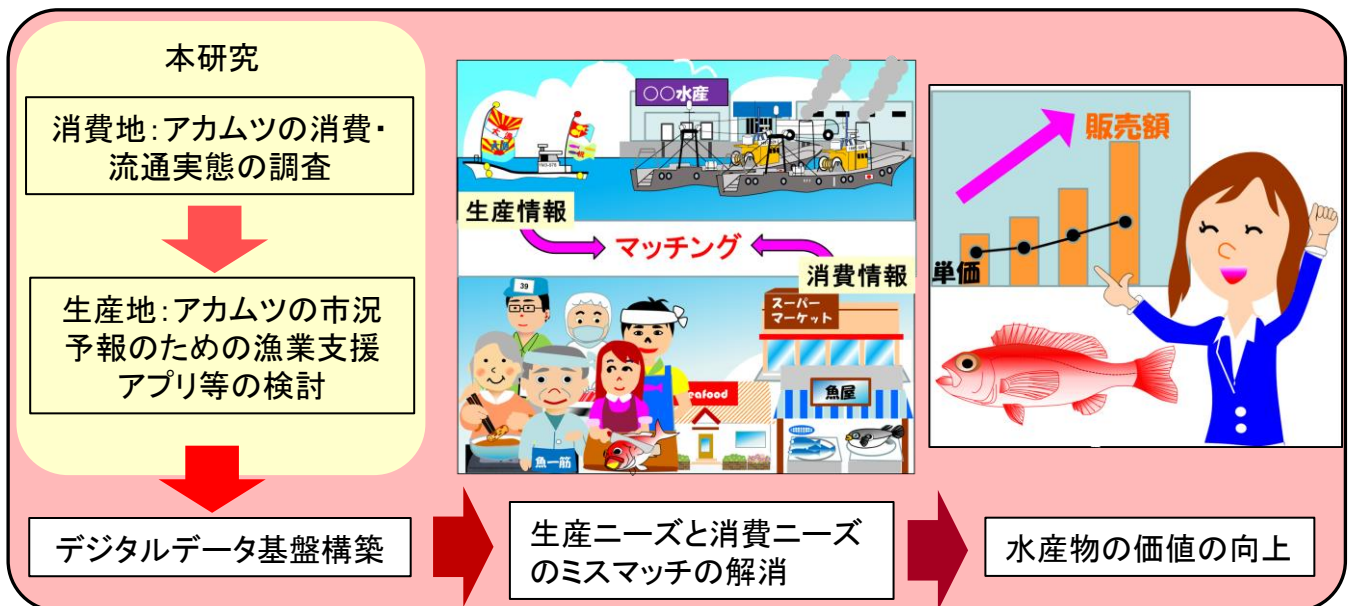 本研究
消費地：アカムツの消費・
流通実態の調査
生産地：アカムツの市況
予報のための漁業支援
アプリ等の検討
デジタルデータ基盤構築
○○水産
生産情報
マッチング
消費情報
39
スーパー
マーケット
eafood
魚屋
魚一筋
生産ニーズと消費ニーズ
のミスマッチの解消
販売額
単価
水産物の価値の向上